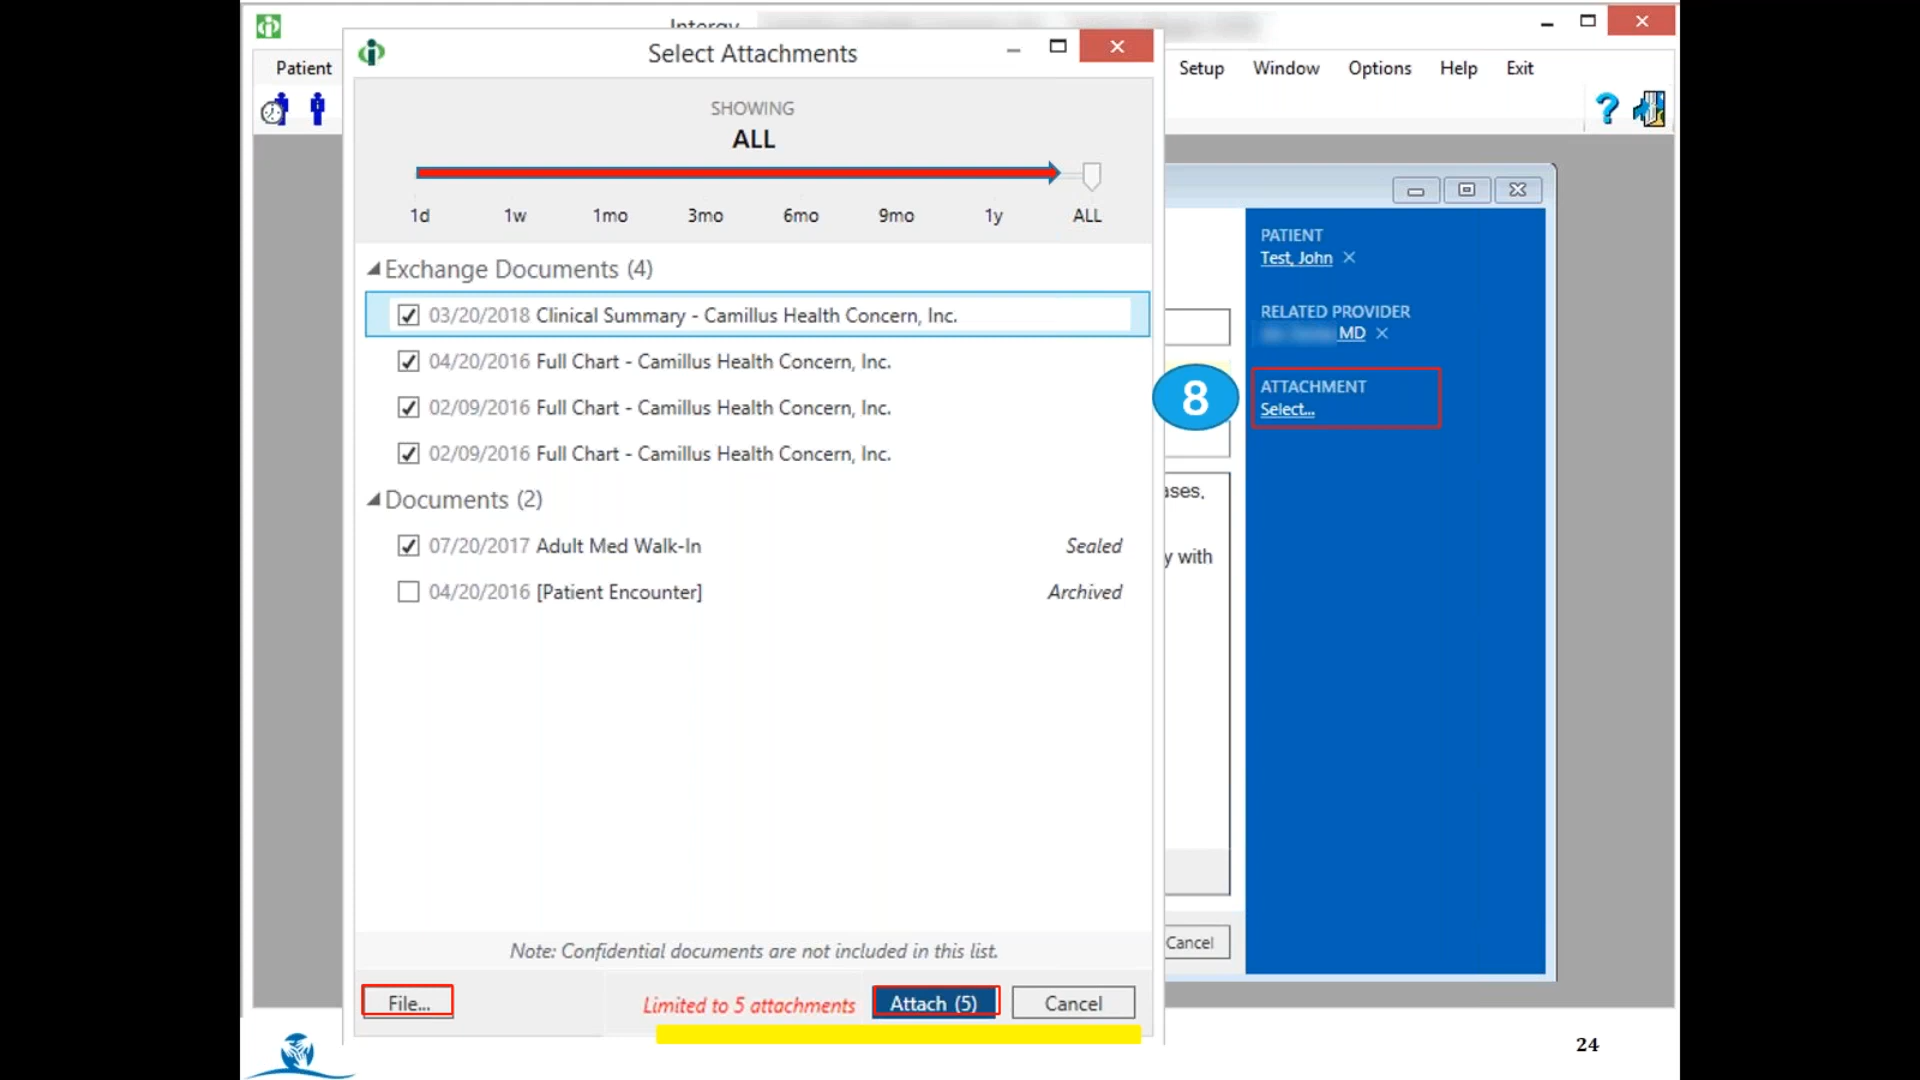 Intergy
Select Attachments
Patient
Setup Window Options Help Exit
SHOWING
ALL
1d 1w 1mo 3mo 6mo 9mo 1y ALL
Exchange Documents (4)
03/20/2018 Clinical Summary - Camillus Health Concern, Inc.
04/20/2016 Full Chart - Camillus Health Concern, Inc.
02/09/2016 Full Chart - Camillus Health Concern, Inc.
02/09/2016 Full Chart - Camillus Health Concern, Inc.
Documents (2)
07/20/2017 Adult Med Walk-In Sealed
04/20/2016 [Patient Encounter] Archived
Note: Confidential documents are not included in this list.
File... Limited to 5 attachments Attach (5) Cancel
PATIENT
Test, John
RELATED PROVIDER
MD
8
ATTACHMENT
Select...
y with
Cancel
24